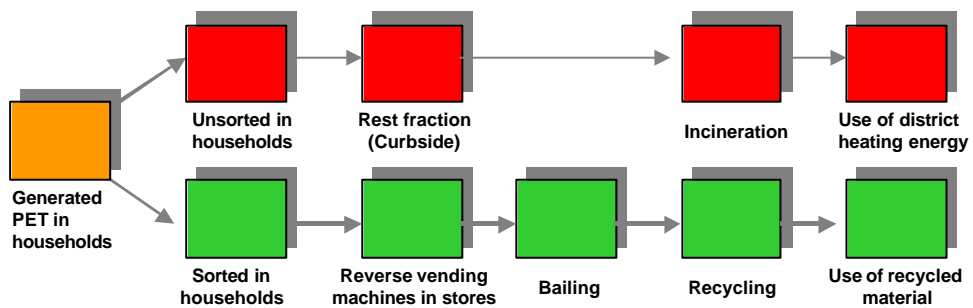 Unsorted in
households
Rest fraction
(Curbside)
Incineration
Use of district
heating energy
Generated
PET in
households
Sorted in
households
Reverse vending
machines in stores
Bailing
Recycling
Use of recycled
material